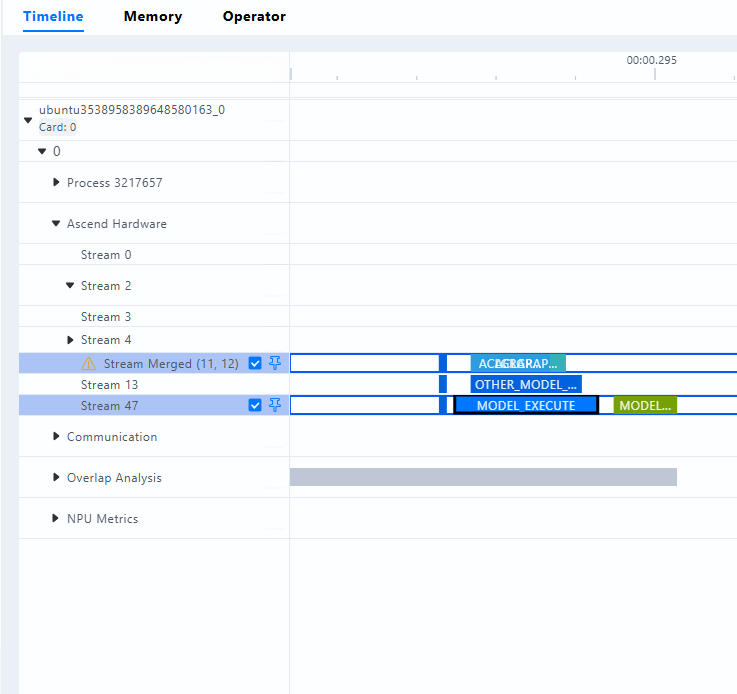 Timeline Memory Operator
00:00.295
ubuntu3538958389648580163_0
Card: 0
0
Process 3217657
Ascend Hardware
Stream 0
Stream 2
Stream 3
Stream 4
Stream Merged (11, 12)
Stream 13 OTHER_MODEL_...
Stream 47 MODEL_EXECUTE MODEL...
Communication
Overlap Analysis
NPU Metrics